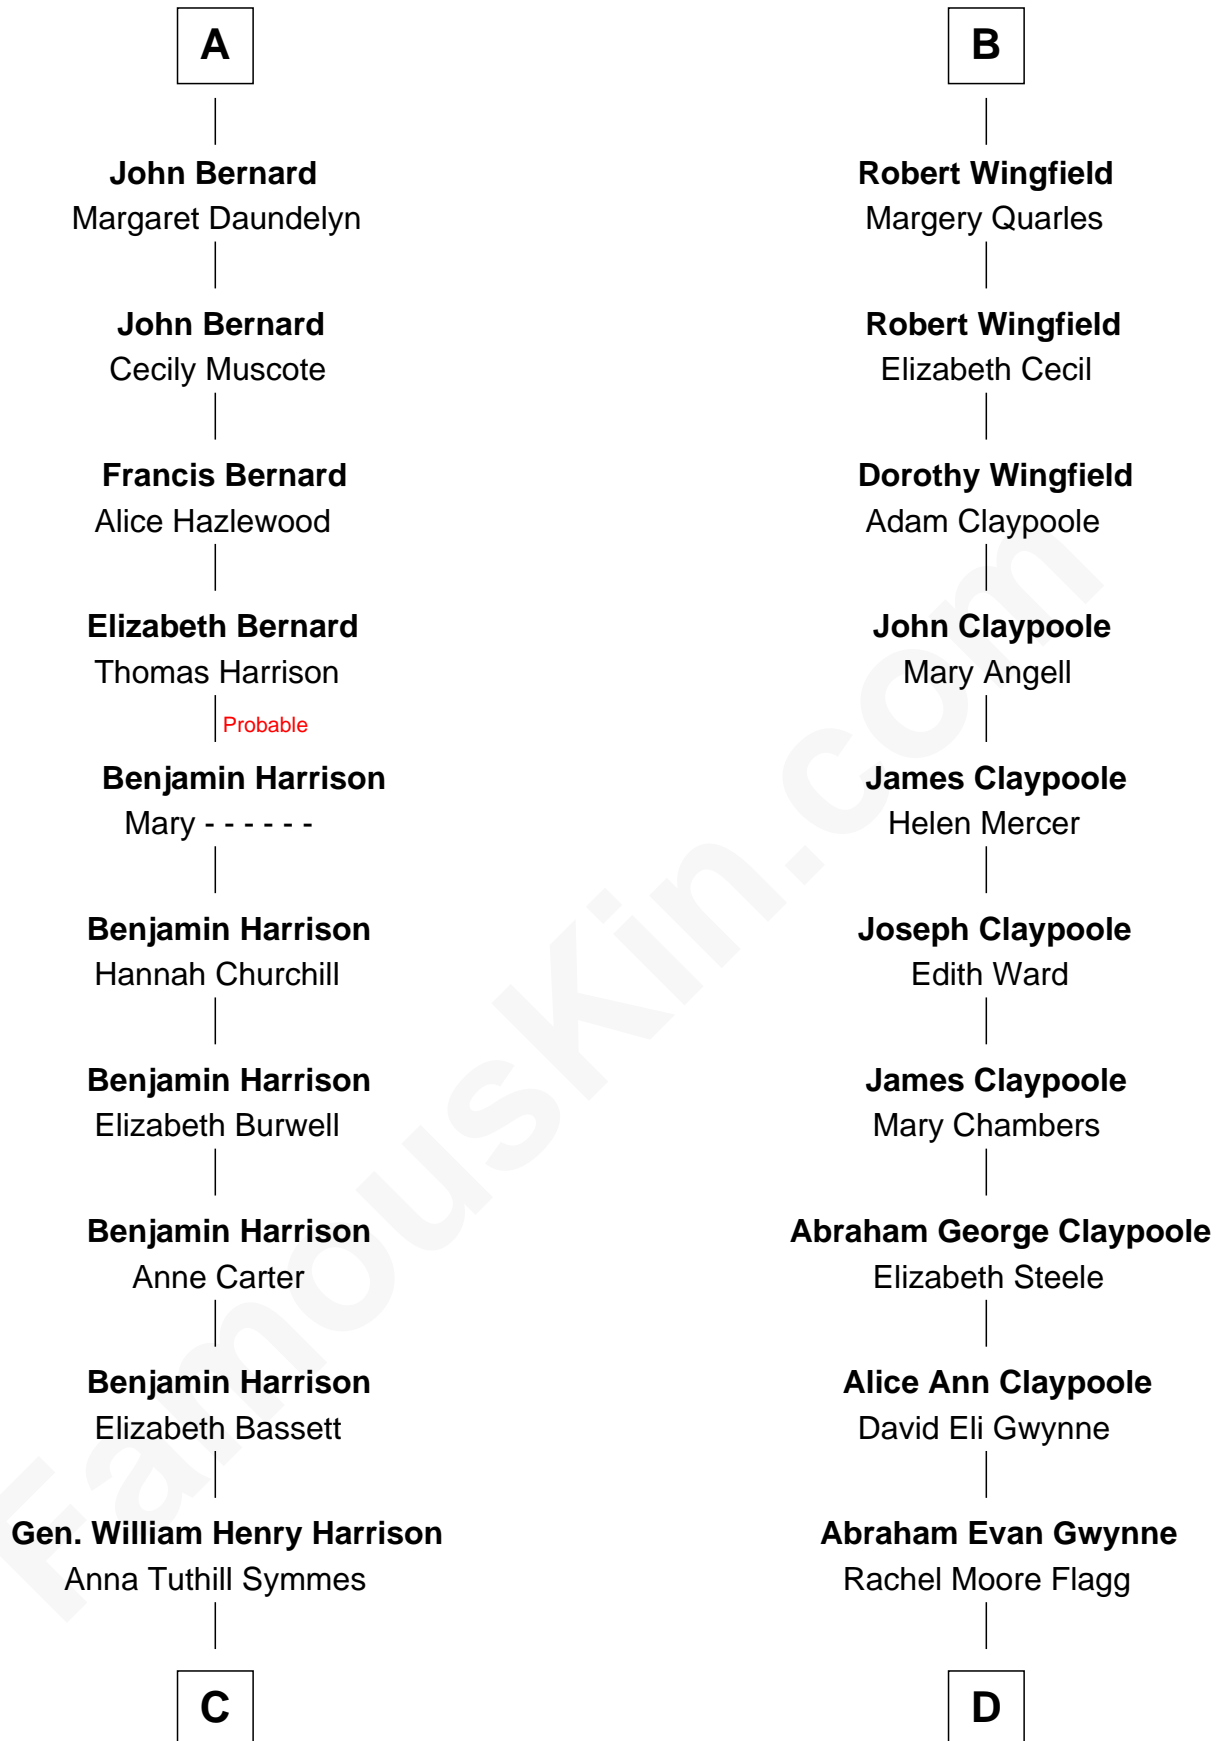 A
John Bernard
Margaret Daundelyn
John Bernard
Cecily Muscote
Francis Bernard
Alice Hazlewood
Elizabeth Bernard
Thomas Harrison
Probable
Benjamin Harrison
Mary - - - - - -
Benjamin Harrison
Hannah Churchill
Benjamin Harrison
Elizabeth Burwell
Benjamin Harrison
Anne Carter
Benjamin Harrison
Elizabeth Bassett
Gen. William Henry Harrison
Anna Tuthill Symmes
C
B
Robert Wingfield
Margery Quarles
Robert Wingfield
Elizabeth Cecil
Dorothy Wingfield
Adam Claypoole
John Claypoole
Mary Angell
James Claypoole
Helen Mercer
Joseph Claypoole
Edith Ward
James Claypoole
Mary Chambers
Abraham George Claypoole
Elizabeth Steele
Alice Ann Claypoole
David Eli Gwynne
Abraham Evan Gwynne
Rachel Moore Flagg
D
FamousKin.com